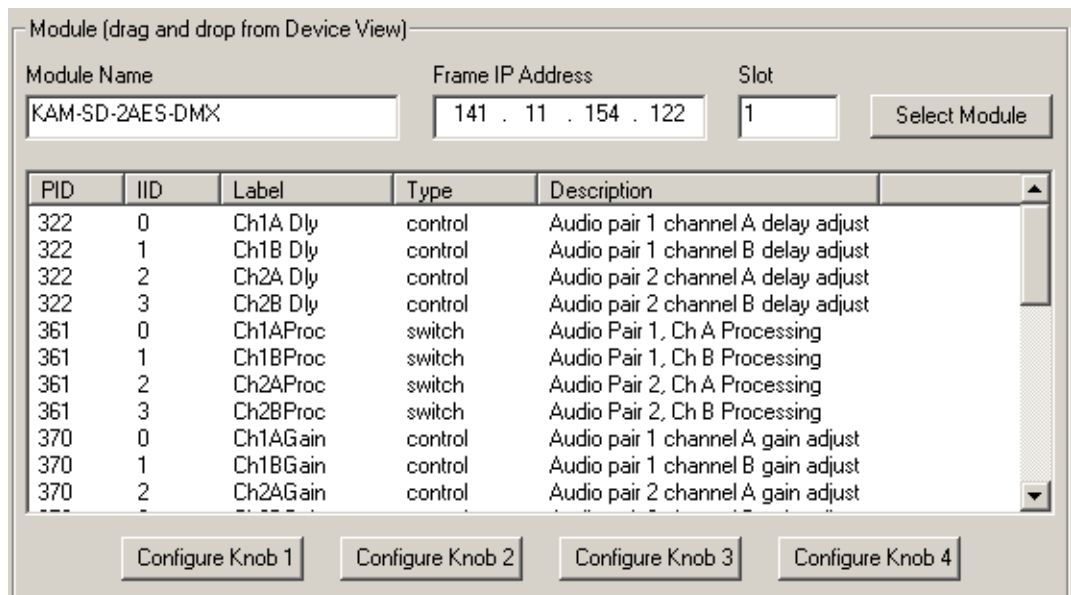 Module (drag and drop from Device View)
Module Name Frame IP Address Slot
KAM-SD-2AES-DMX 141 . 11 . 154 . 122 1 Select Module
PID IID Label Type Description
322 0 Ch1A Dly control Audio pair 1 channel A delay adjust
322 1 Ch1B Dly control Audio pair 1 channel B delay adjust
322 2 Ch2A Dly control Audio pair 2 channel A delay adjust
322 3 Ch2B Dly control Audio pair 2 channel B delay adjust
361 0 Ch1AProc switch Audio Pair 1, Ch A Processing
361 1 Ch1BProc switch Audio Pair 1, Ch B Processing
361 2 Ch2AProc switch Audio Pair 2, Ch A Processing
361 3 Ch2BProc switch Audio Pair 2, Ch B Processing
370 0 Ch1AGain control Audio pair 1 channel A gain adjust
370 1 Ch1BGain control Audio pair 1 channel B gain adjust
370 2 Ch2AGain control Audio pair 2 channel A gain adjust
Configure Knob 1 Configure Knob 2 Configure Knob 3 Configure Knob 4